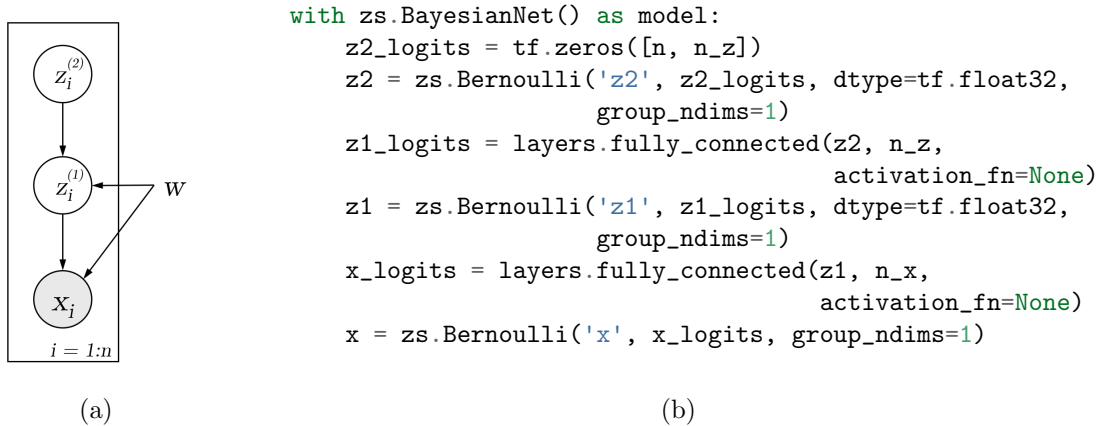 z_i^(2)
z_i^(1)
W
x_i
i = 1:n
(a)
with zs.BayesianNet() as model:
    z2_logits = tf.zeros([n, n_z])
    z2 = zs.Bernoulli('z2', z2_logits, dtype=tf.float32,
                      group_ndims=1)
    z1_logits = layers.fully_connected(z2, n_z,
                                       activation_fn=None)
    z1 = zs.Bernoulli('z1', z1_logits, dtype=tf.float32,
                      group_ndims=1)
    x_logits = layers.fully_connected(z1, n_x,
                                      activation_fn=None)
    x = zs.Bernoulli('x', x_logits, group_ndims=1)
(b)